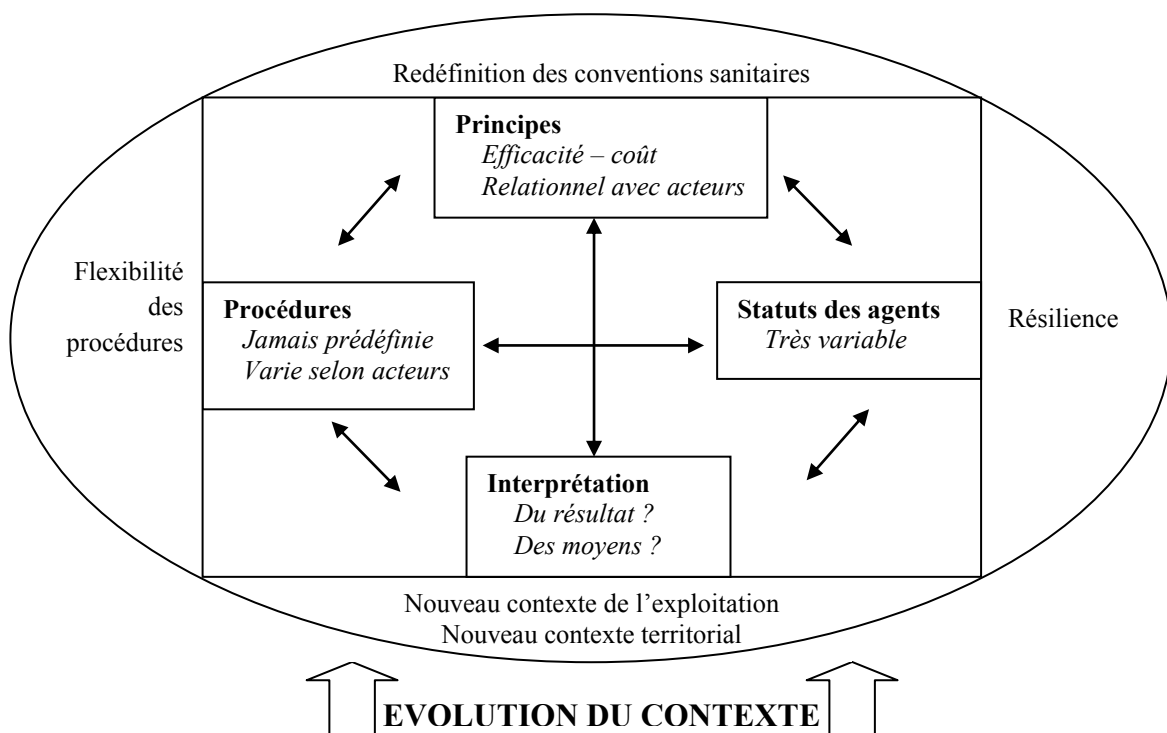 Redéfinition des conventions sanitaires
Principes
Efficacité – coût
Relationnel avec acteurs
Flexibilité
des
procédures
Procédures
Jamais prédéfinie
Varie selon acteurs
Statuts des agents
Très variable
Résilience
Interprétation
Du résultat ?
Des moyens ?
Nouveau contexte de l’exploitation
Nouveau contexte territorial
EVOLUTION DU CONTEXTE